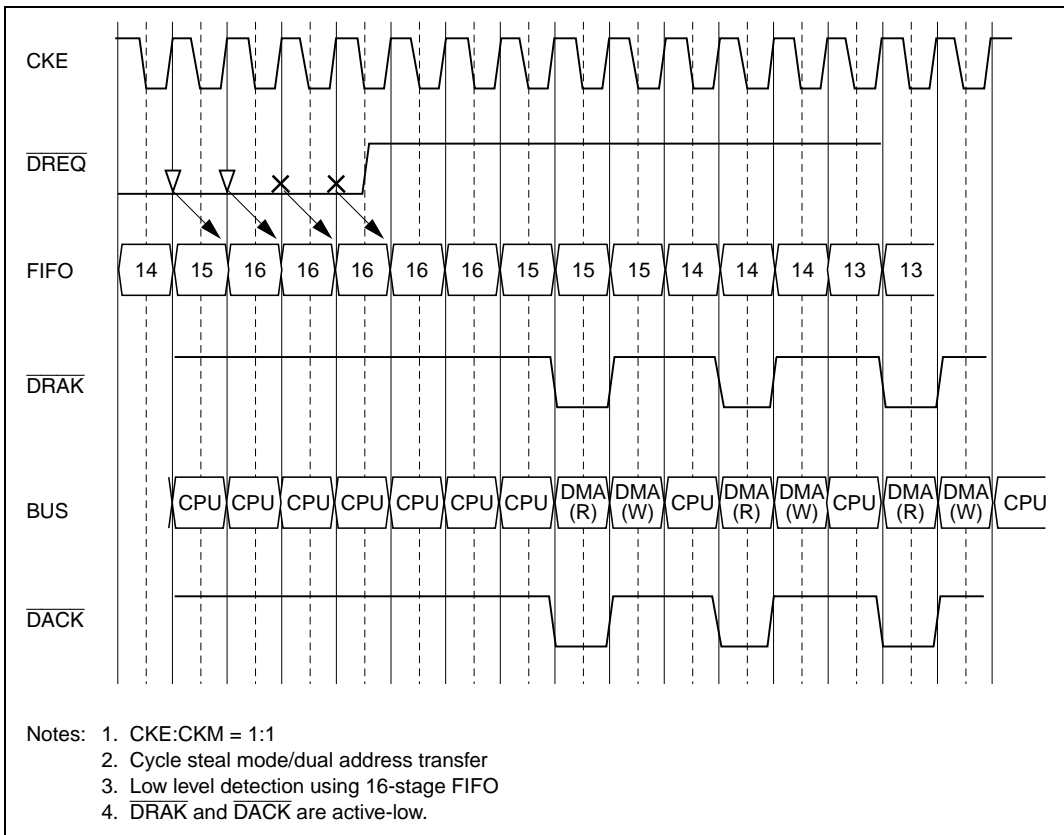 CKE
DREQ
FIFO 14 15 16 16 16 16 16 15 15 15 14 14 14 13 13
DRAK
BUS CPU CPU CPU CPU CPU CPU CPU DMA (R) DMA (W) CPU DMA (R) DMA (W) CPU DMA (R) DMA (W) CPU
DACK
Notes: 1. CKE:CKM = 1:1
2. Cycle steal mode/dual address transfer
3. Low level detection using 16-stage FIFO
4. DRAK and DACK are active-low.